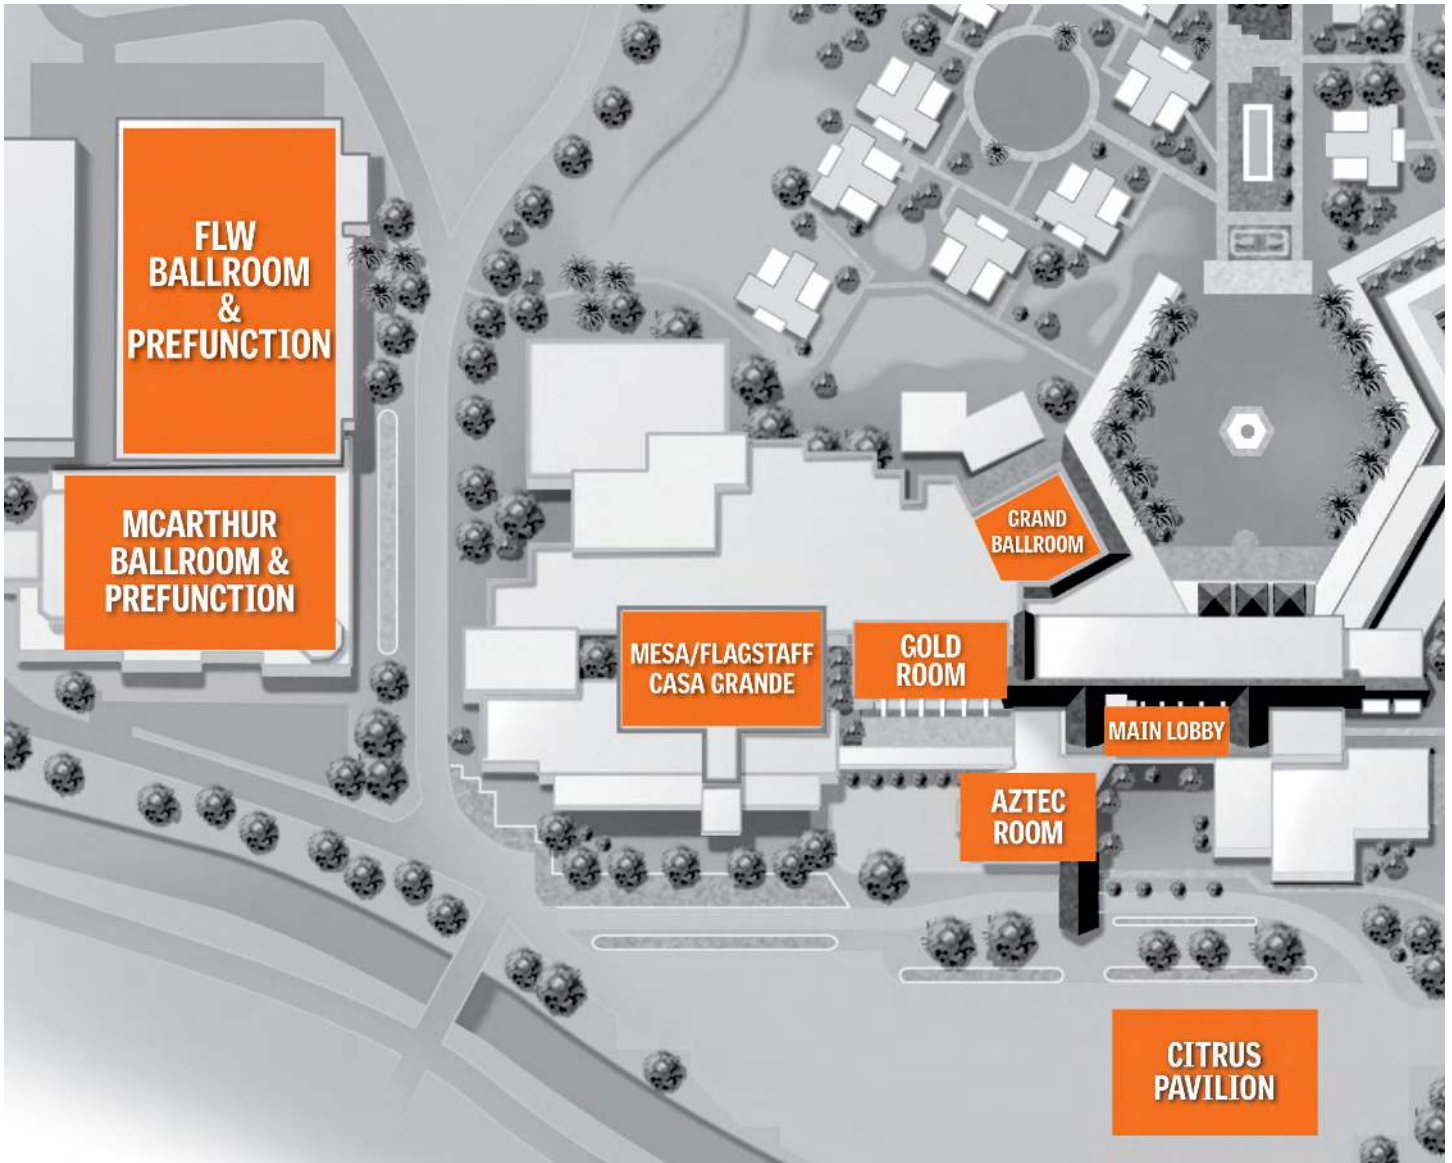 FLW
BALLROOM
&
PREFUNCTION
MCARTHUR
BALLROOM &
PREFUNCTION
GRAND
BALLROOM
MESA/FLAGSTAFF
CASA GRANDE
GOLD
ROOM
MAIN LOBBY
AZTEC
ROOM
CITRUS
PAVILION